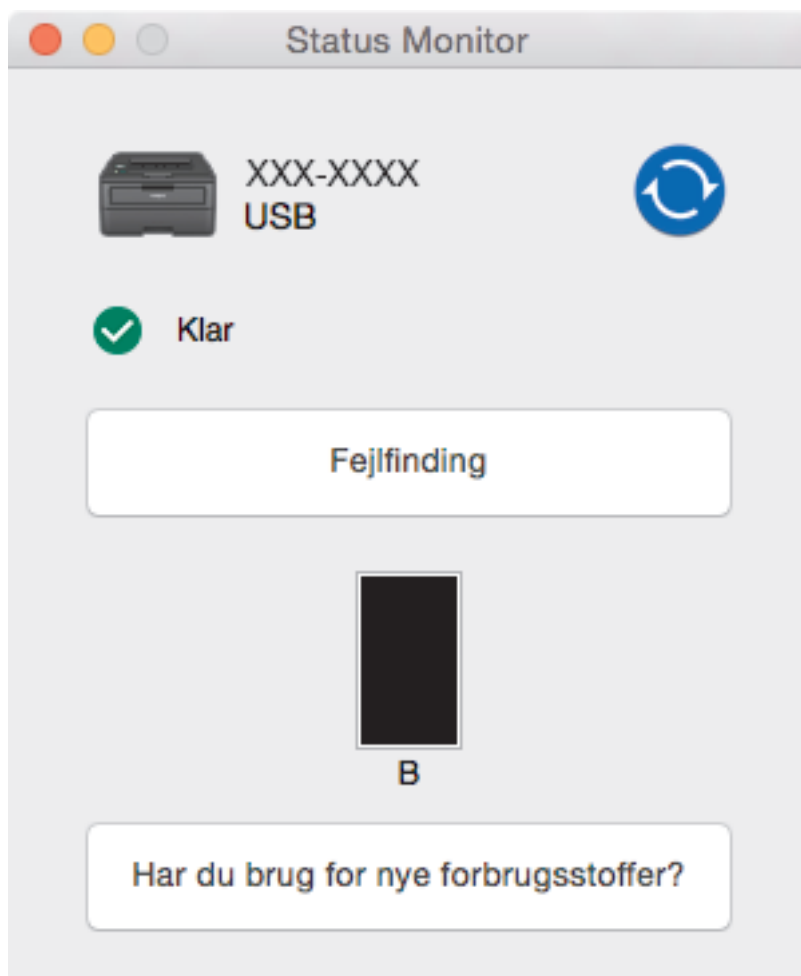 Status Monitor
XXX-XXXX
USB
Klar
Fejlfinding
B
Har du brug for nye forbrugsstoffer?